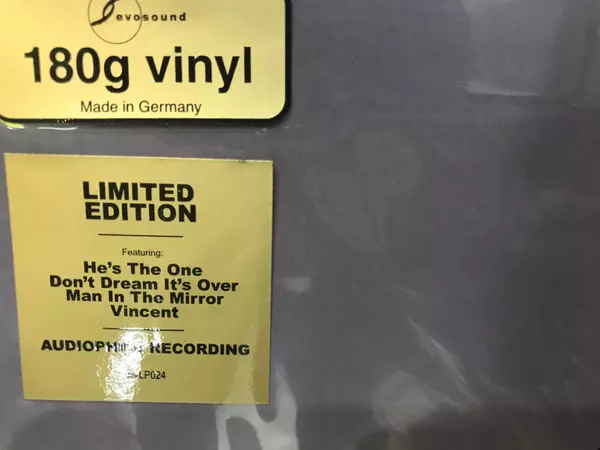 evosound
180g vinyl
Made in Germany
LIMITED
EDITION
Featuring:
He's The One
Don't Dream It's Over
Man In The Mirror
Vincent
RECORDING